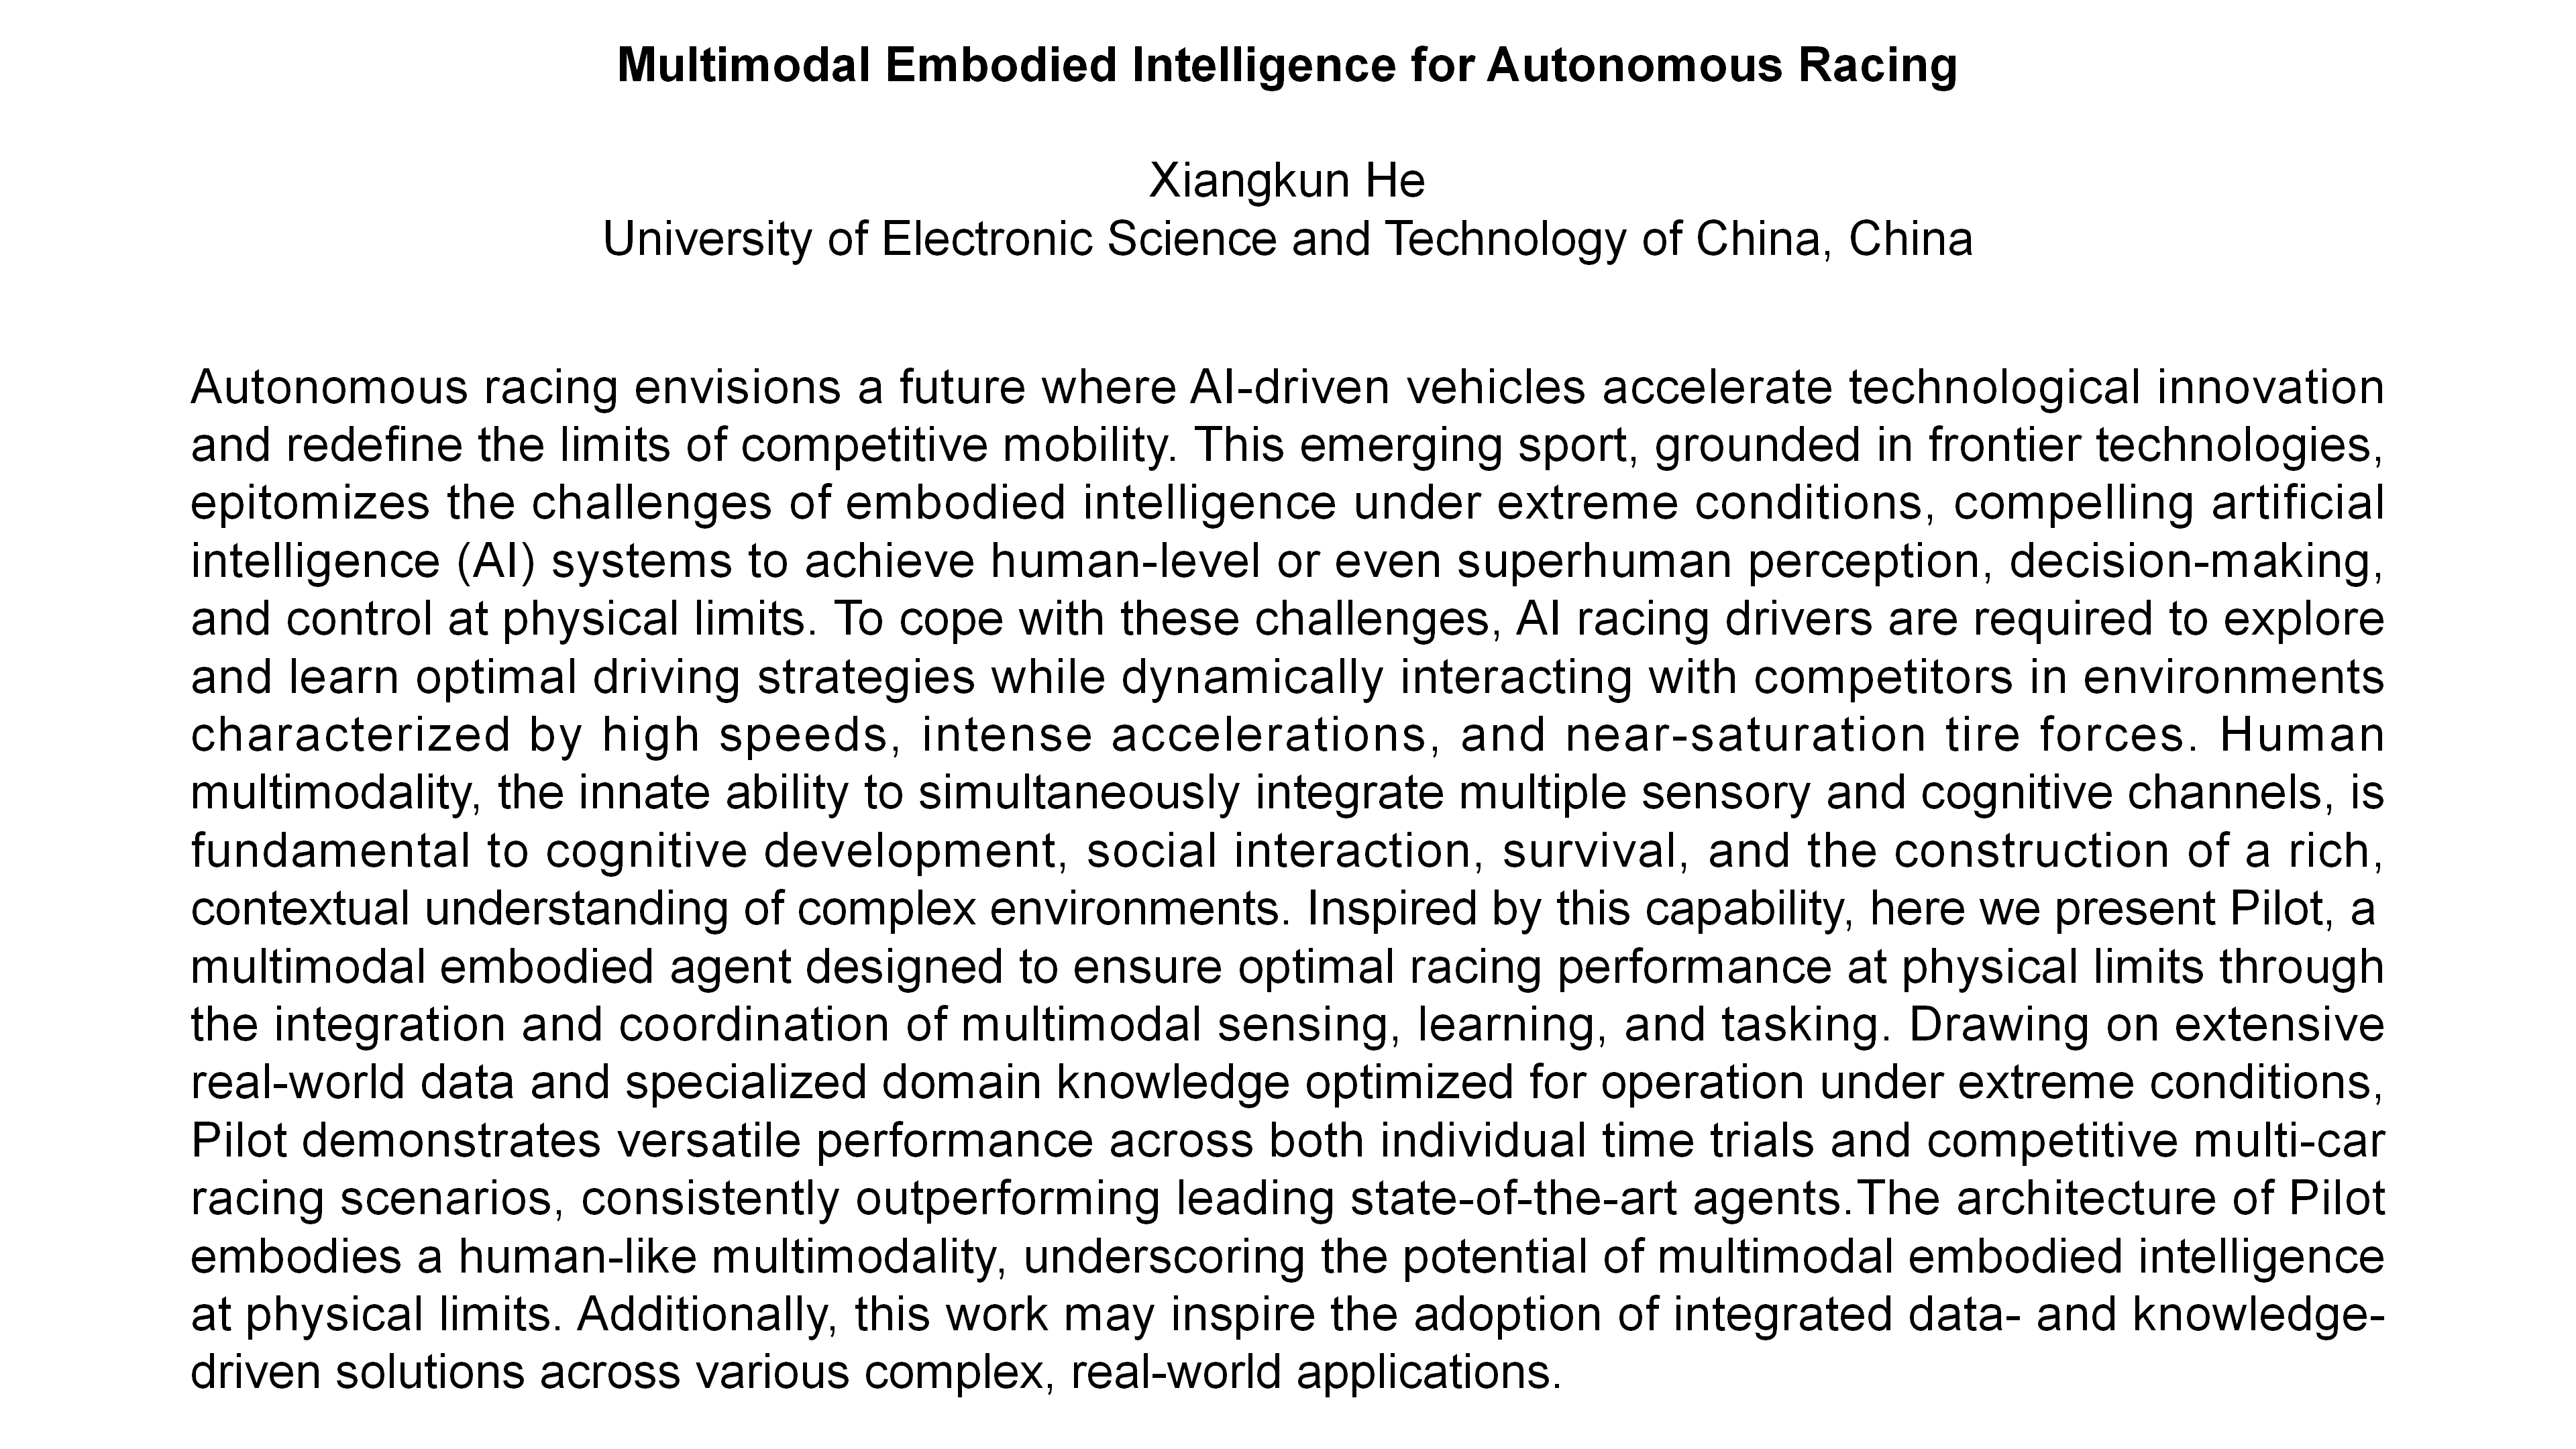 Multimodal Embodied Intelligence for Autonomous Racing
Xiangkun He
University of Electronic Science and Technology of China, China
Autonomous racing envisions a future where AI-driven vehicles accelerate technological innovation
and redefine the limits of competitive mobility. This emerging sport, grounded in frontier technologies,
epitomizes the challenges of embodied intelligence under extreme conditions, compelling artificial
intelligence (AI) systems to achieve human-level or even superhuman perception, decision-making,
and control at physical limits. To cope with these challenges, AI racing drivers are required to explore
and learn optimal driving strategies while dynamically interacting with competitors in environments
characterized by high speeds, intense accelerations, and near-saturation tire forces. Human
multimodality, the innate ability to simultaneously integrate multiple sensory and cognitive channels, is
fundamental to cognitive development, social interaction, survival, and the construction of a rich,
contextual understanding of complex environments. Inspired by this capability, here we present Pilot, a
multimodal embodied agent designed to ensure optimal racing performance at physical limits through
the integration and coordination of multimodal sensing, learning, and tasking. Drawing on extensive
real-world data and specialized domain knowledge optimized for operation under extreme conditions,
Pilot demonstrates versatile performance across both individual time trials and competitive multi-car
racing scenarios, consistently outperforming leading state-of-the-art agents.The architecture of Pilot
embodies a human-like multimodality, underscoring the potential of multimodal embodied intelligence
at physical limits. Additionally, this work may inspire the adoption of integrated data- and knowledge-
driven solutions across various complex, real-world applications.